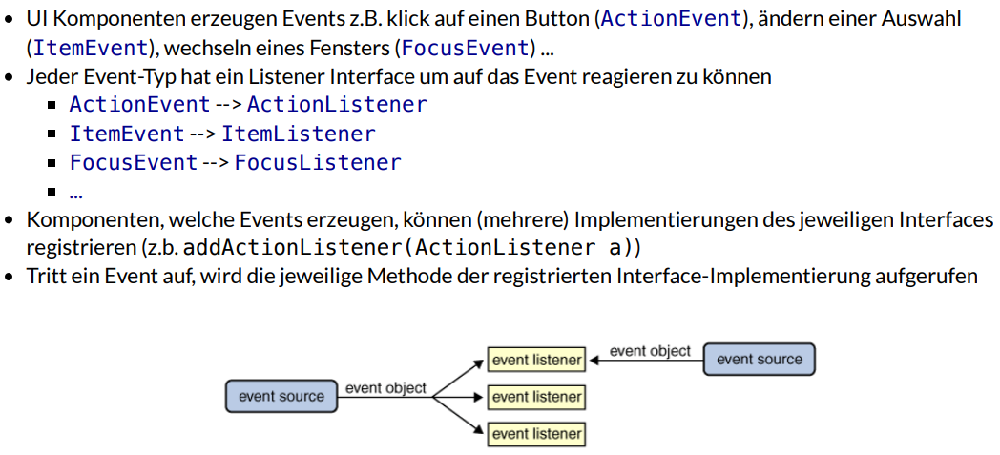 • UI Komponenten erzeugen Events z.B. klick auf einen Button (ActionEvent), ändern einer Auswahl
(ItemEvent), wechseln eines Fensters (FocusEvent) ...
• Jeder Event-Typ hat ein Listener Interface um auf das Event reagieren zu können
▪ ActionEvent --> ActionListener
▪ ItemEvent --> ItemListener
▪ FocusEvent --> FocusListener
▪ ...
• Komponenten, welche Events erzeugen, können (mehrere) Implementierungen des jeweiligen Interfaces
registrieren (z.b. addActionListener(ActionListener a))
• Tritt ein Event auf, wird die jeweilige Methode der registrierten Interface-Implementierung aufgerufen
event source
event object
event listener
event listener
event listener
event object
event source